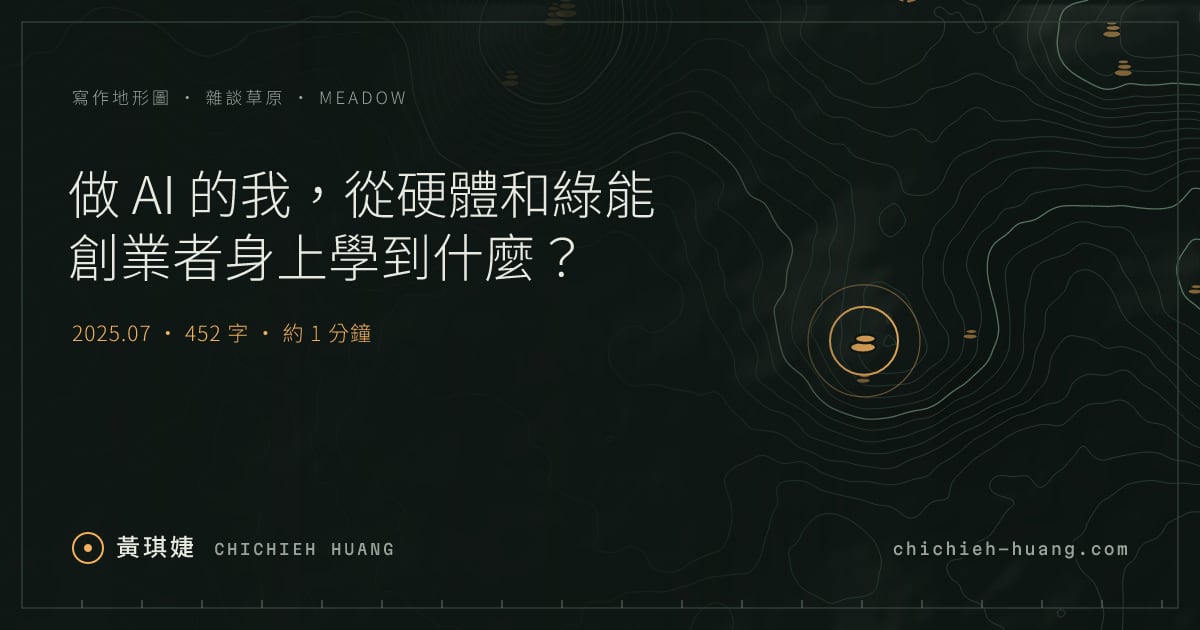 寫作地形圖 · 雜談草原 · MEADOW
做 AI 的我，從硬體和綠能
創業者身上學到什麼？
2025.07 · 452 字 · 約 1 分鐘
黃琪婕 CHICHIEH HUANG
chichieh-huang.com